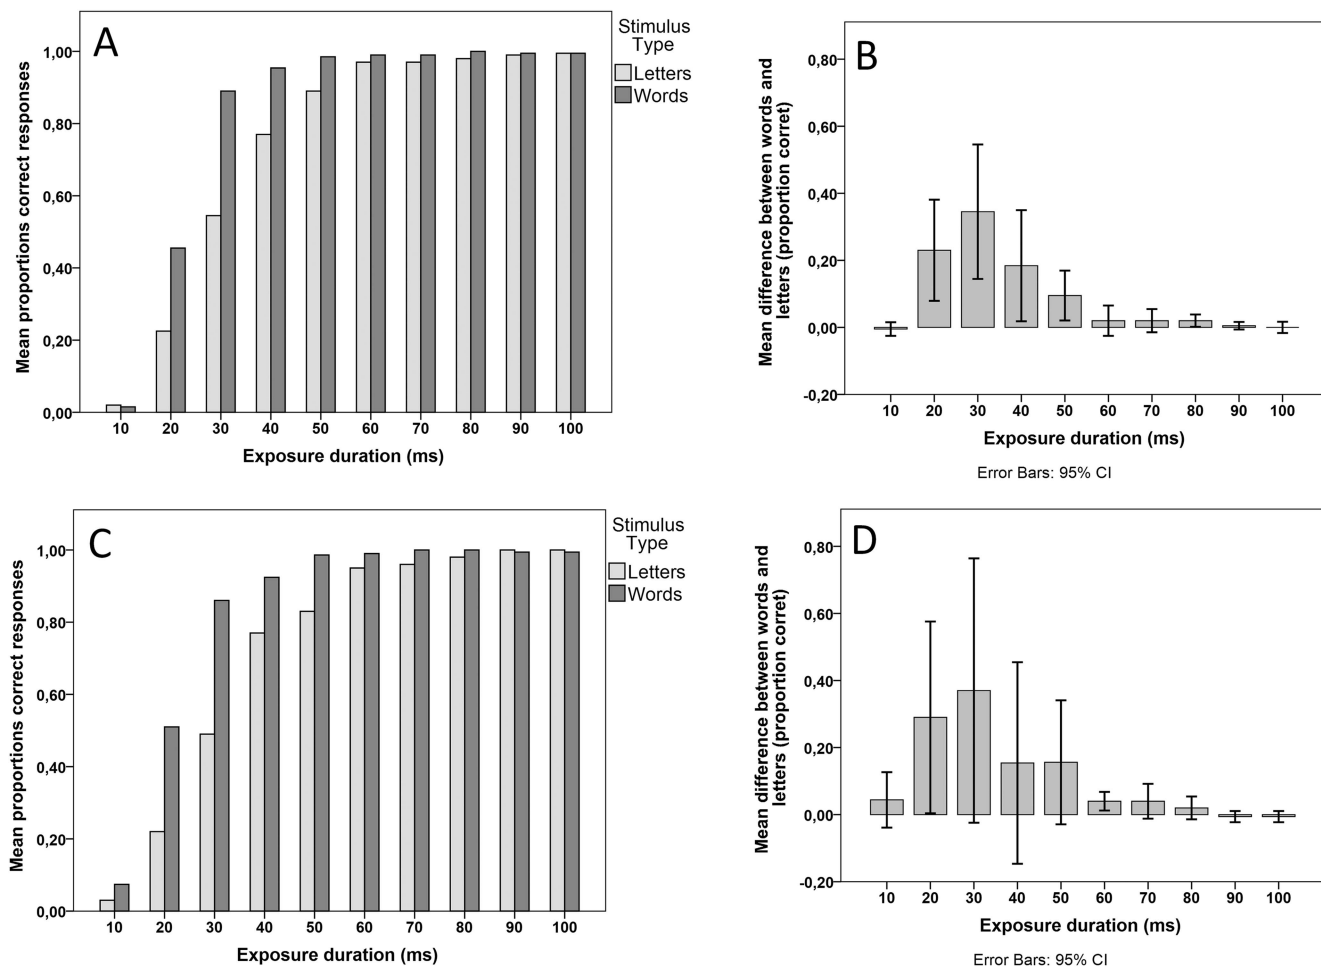 A
Stimulus
Type
Letters
Words
Mean proportions correct responses
1,00
0,80
0,60
0,40
0,20
0,00
10 20 30 40 50 60 70 80 90 100
Exposure duration (ms)
B
Mean difference between words and
letters (proportion corret)
0,80
0,60
0,40
0,20
0,00
-0,20
10 20 30 40 50 60 70 80 90 100
Exposure duration (ms)
Error Bars: 95% CI
C
Stimulus
Type
Letters
Words
Mean proportions correct responses
1,00
0,80
0,60
0,40
0,20
0,00
10 20 30 40 50 60 70 80 90 100
Exposure duration (ms)
D
Mean difference between words and
letters (proportion corret)
0,80
0,60
0,40
0,20
0,00
-0,20
10 20 30 40 50 60 70 80 90 100
Exposure duration (ms)
Error Bars: 95% CI